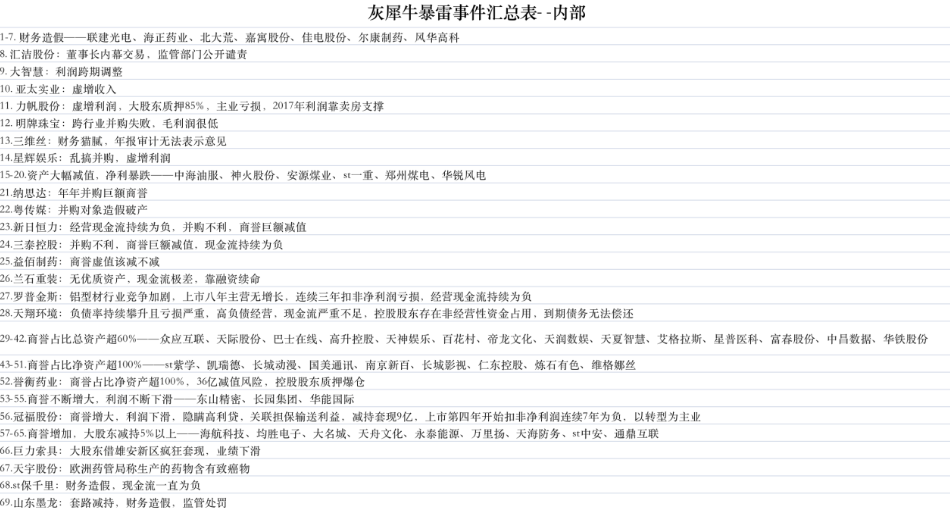 灰犀牛暴雷事件汇总表- -内部
1-7. 财务造假——联建光电、海正药业、北大荒、嘉寓股份、佳电股份、尔康制药、风华高科
8. 汇洁股份：董事长内幕交易，监管部门公开谴责
9. 大智慧：利润跨期调整
10. 亚太实业：虚增收入
11. 力帆股份：虚增利润，大股东质押85%，主业亏损，2017年利润靠卖房支撑
12. 明牌珠宝：跨行业并购失败，毛利润很低
13.三维丝：财务猫腻，年报审计无法表示意见
14.星辉娱乐：乱搞并购，虚增利润
15-20.资产大幅减值，净利暴跌——中海油服、神火股份、安源煤业、st一重、郑州煤电、华锐风电
21.纳思达：年年并购巨额商誉
22.粤传媒：并购对象造假破产
23.新日恒力：经营现金流持续为负，并购不利，商誉巨额减值
24.三泰控股：并购不利，商誉巨额减值，现金流持续为负
25.益佰制药：商誉虚值该减不减
26.兰石重装：无优质资产，现金流极差，靠融资续命
27.罗普金斯：铝型材行业竞争加剧，上市八年主营无增长，连续三年扣非净利润亏损，经营现金流持续为负
28.天翔环境：负债率持续攀升且亏损严重，高负债经营，现金流严重不足，控股股东存在非经营性资金占用，到期债务无法偿还
29-42.商誉占比总资产超60%——众应互联、天际股份、巴士在线、高升控股、天神娱乐、百花村、帝龙文化、天润数娱、天夏智慧、艾格拉斯、星普医科、富春股份、中昌数据、华铁股份
43-51.商誉占比净资产超100%——st紫学、凯瑞德、长城动漫、国美通讯、南京新百、长城影视、仁东控股、炼石有色、维格娜丝
52.誉衡药业：商誉占比净资产超100%，36亿减值风险，控股股东质押爆仓
53-55.商誉不断增大，利润不断下滑——东山精密、长园集团、华能国际
56.冠福股份：商誉增大，利润下滑，隐瞒高利贷，关联担保输送利益，减持套现9亿，上市第四年开始扣非净利润连续7年为负，以转型为主业
57-65.商誉增加，大股东减持5%以上——海航科技、均胜电子、大名城、天舟文化、永泰能源、万里扬、天海防务、st中安、通鼎互联
66.巨力索具：大股东借雄安新区疯狂套现，业绩下滑
67.天宇股份：欧洲药管局称生产的药物含有致癌物
68.st保千里：财务造假，现金流一直为负
69.山东墨龙：套路减持，财务造假，监管处罚